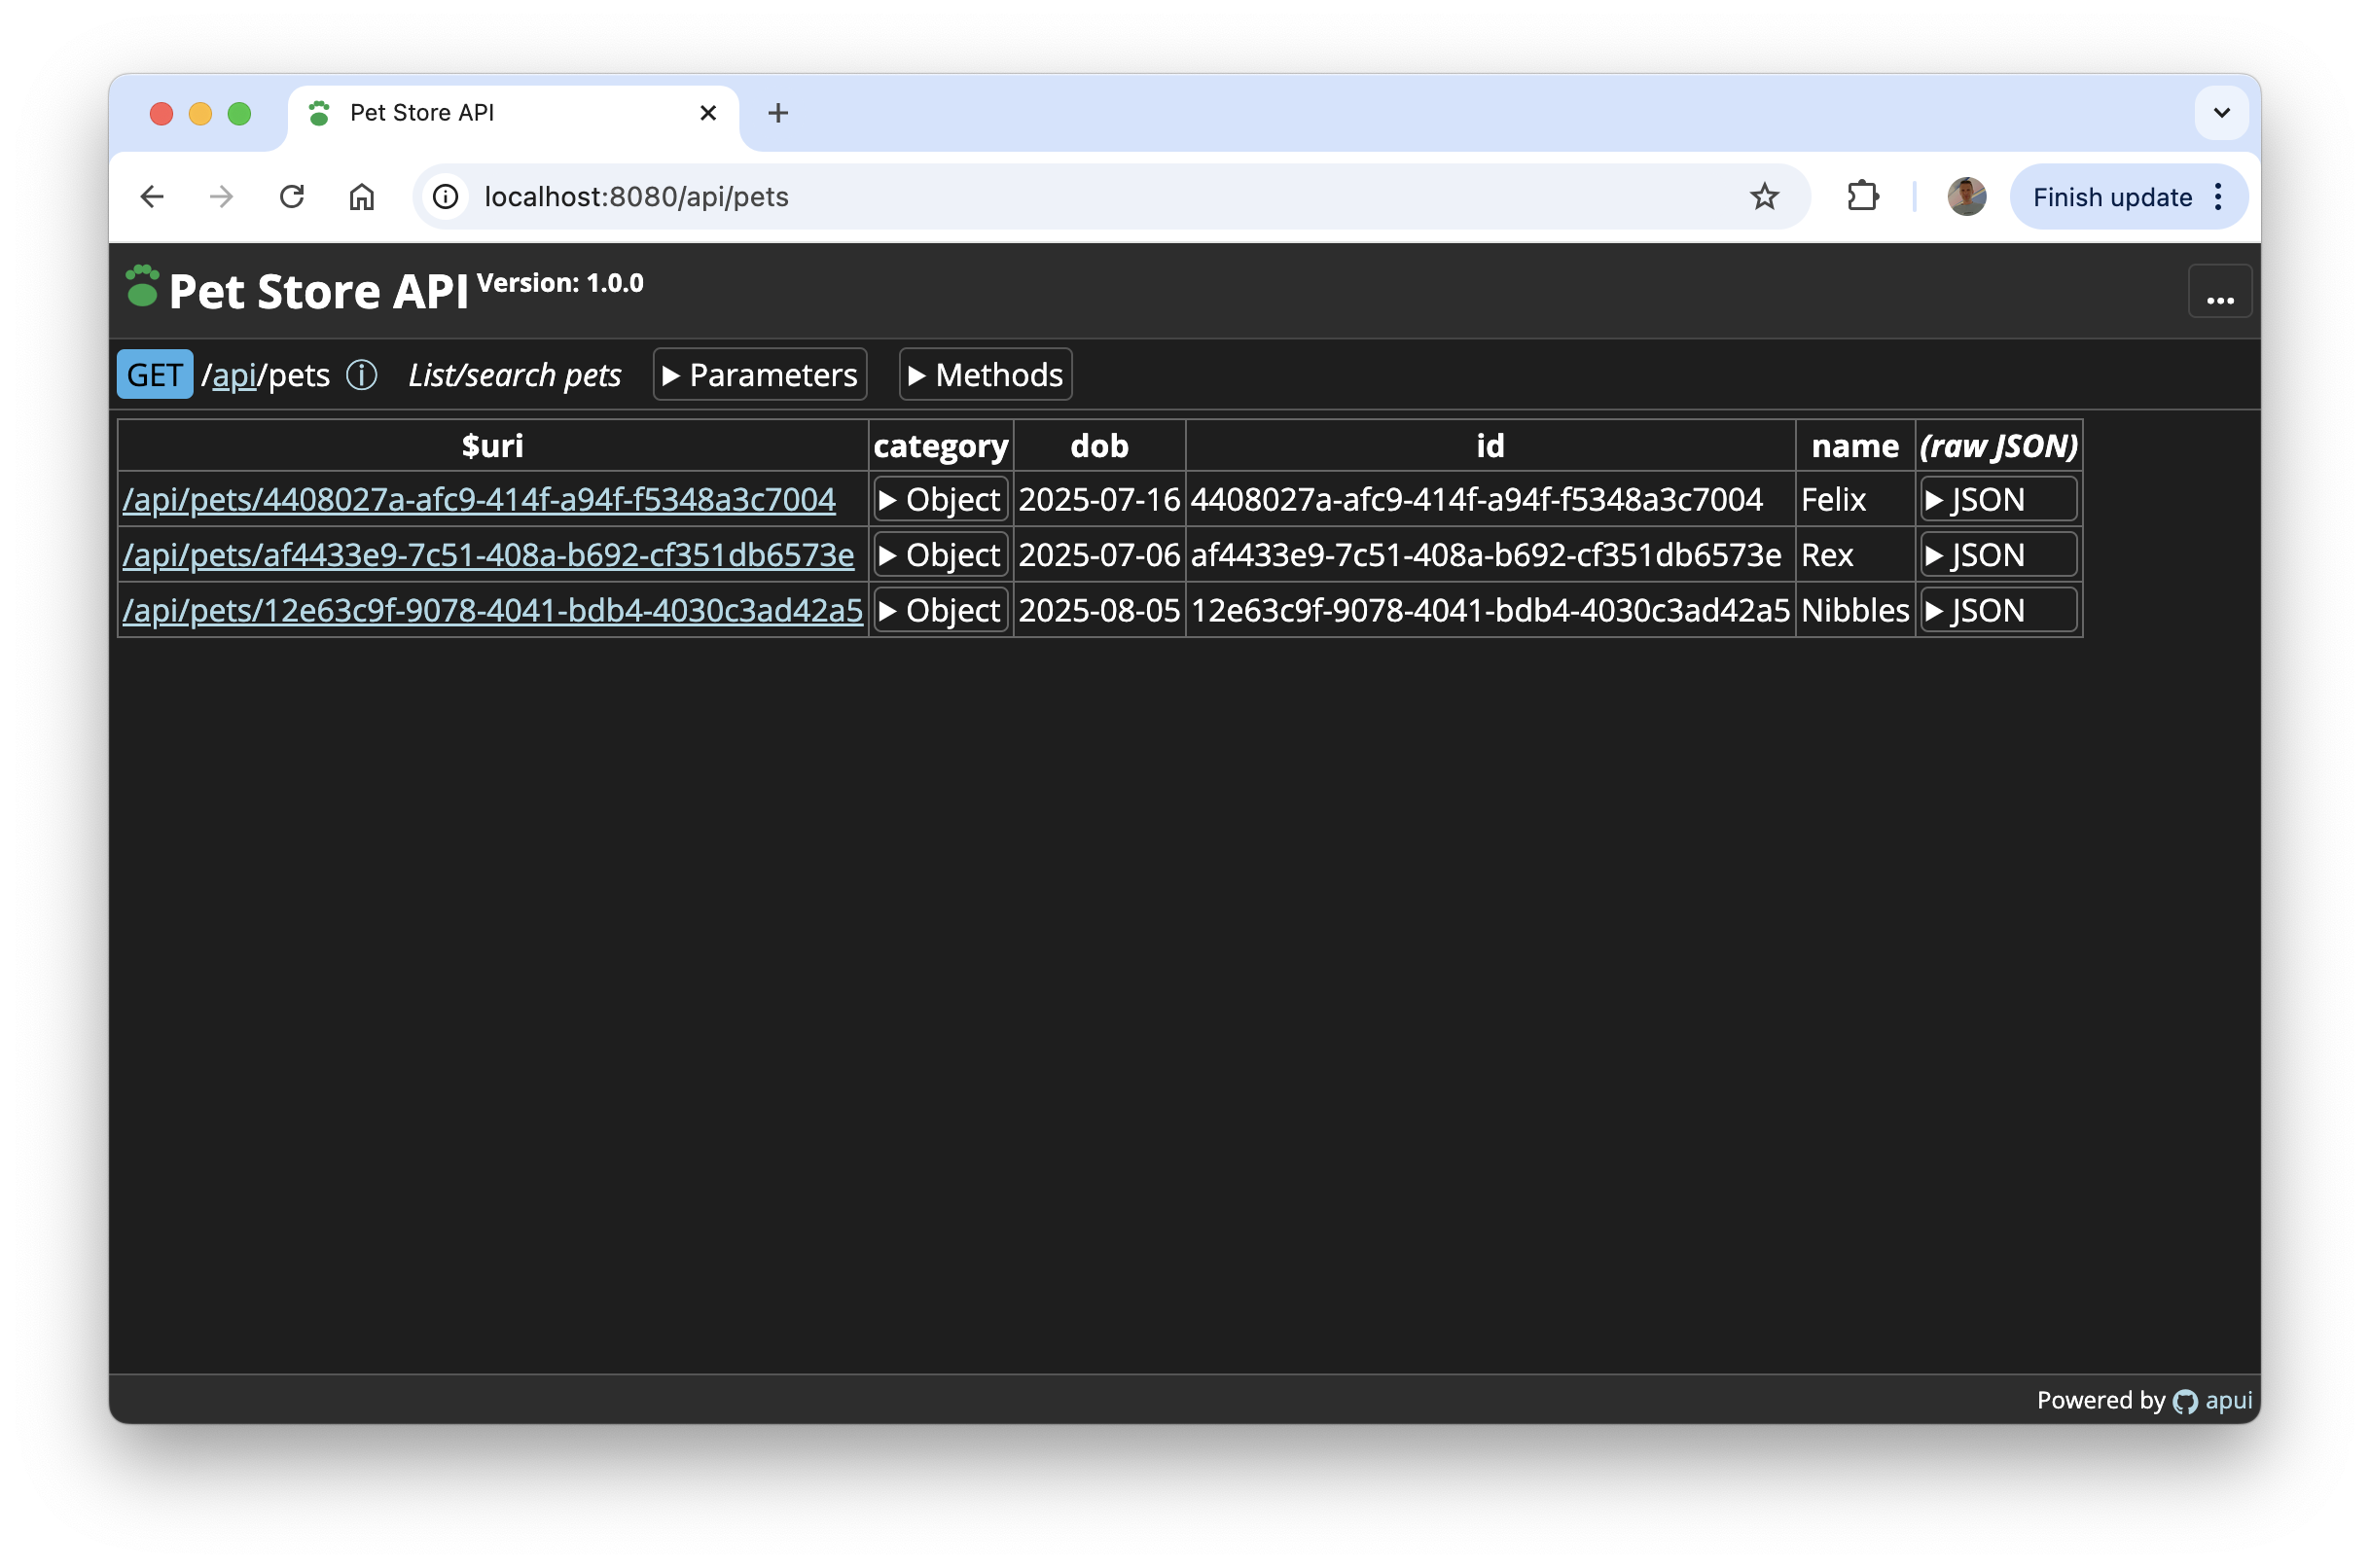 Pet Store API
localhost:8080/api/pets
Finish update
Pet Store API Version: 1.0.0
...
GET /api/pets ⓘ List/search pets ▶ Parameters ▶ Methods
$uri category dob id name (raw JSON)
/api/pets/4408027a-afc9-414f-a94f-f5348a3c7004 ▶ Object 2025-07-16 4408027a-afc9-414f-a94f-f5348a3c7004 Felix ▶ JSON
/api/pets/af4433e9-7c51-408a-b692-cf351db6573e ▶ Object 2025-07-06 af4433e9-7c51-408a-b692-cf351db6573e Rex ▶ JSON
/api/pets/12e63c9f-9078-4041-bdb4-4030c3ad42a5 ▶ Object 2025-08-05 12e63c9f-9078-4041-bdb4-4030c3ad42a5 Nibbles ▶ JSON
Powered by apui